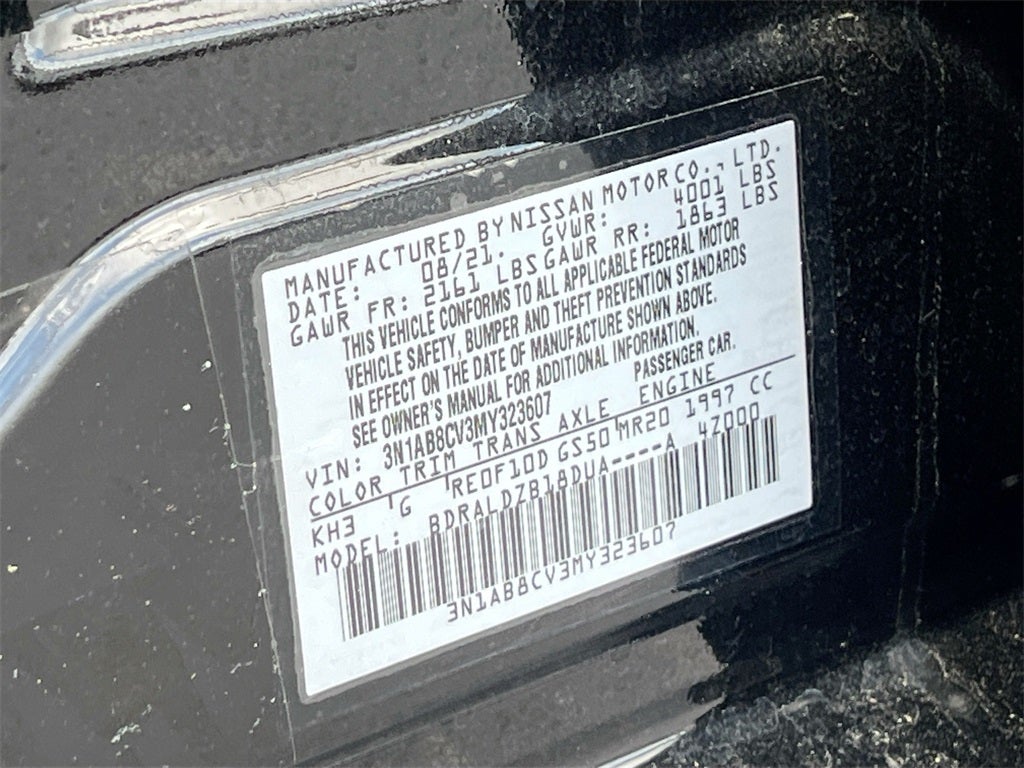 MANUFACTURED BY NISSAN MOTOR CO., LTD.
DATE: 08/21. GVWR: 4001 LBS
GAWR FR: 2161 LBS GAWR RR: 1863 LBS
THIS VEHICLE CONFORMS TO ALL APPLICABLE FEDERAL MOTOR
VEHICLE SAFETY, BUMPER AND THEFT PREVENTION STANDARDS
IN EFFECT ON THE DATE OF MANUFACTURE SHOWN ABOVE.
SEE OWNER'S MANUAL FOR ADDITIONAL INFORMATION.
VIN: 3N1AB8CV3MY323607 PASSENGER CAR.
COLOR TRIM TRANS AXLE ENGINE
KH3 G RE0F10D GS50 MR20 1997 CC
MODEL: BDRALDZB18DUA----A 47000
3N1AB8CV3MY323607